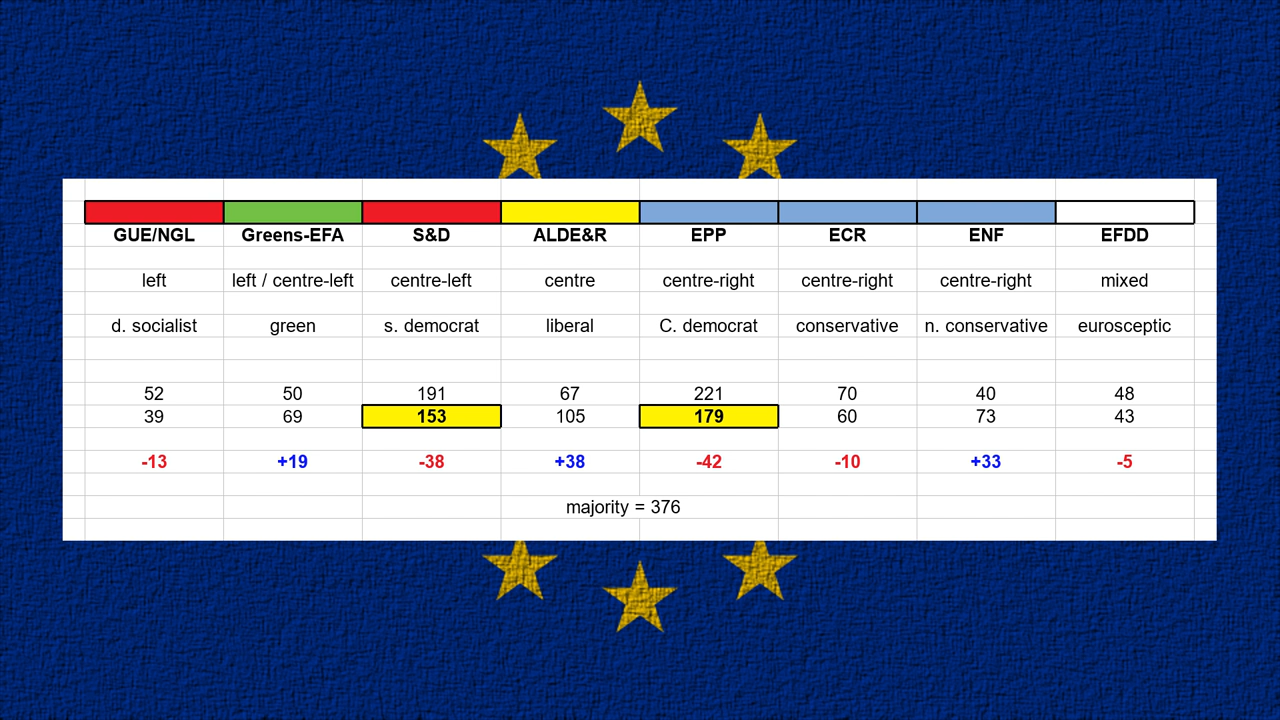 GUE/NGL Greens-EFA S&D ALDE&R EPP ECR ENF EFDD
left left / centre-left centre-left centre centre-right centre-right centre-right mixed
d. socialist green s. democrat liberal C. democrat conservative n. conservative eurosceptic
52 50 191 67 221 70 40 48
39 69 153 105 179 60 73 43
-13 +19 -38 +38 -42 -10 +33 -5
majority = 376